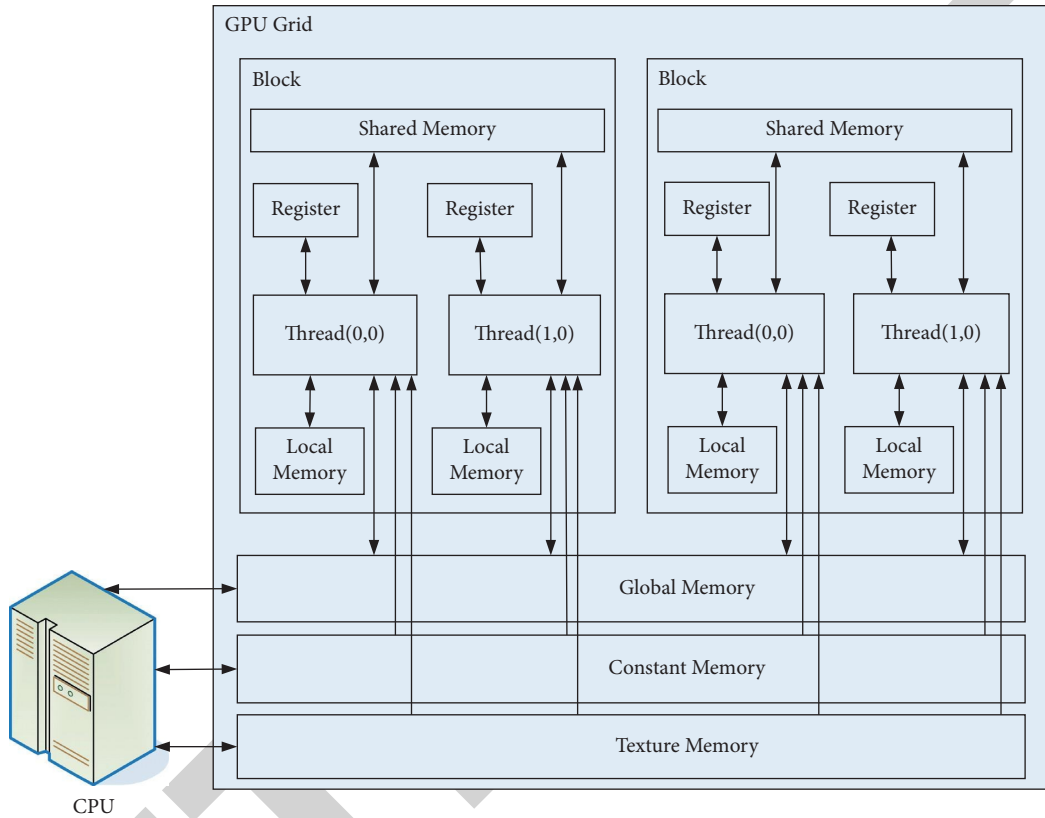 GPU Grid
Block
Shared Memory
Register
Register
Thread(0,0)
Thread(1,0)
Local
Memory
Local
Memory
Block
Shared Memory
Register
Register
Thread(0,0)
Thread(1,0)
Local
Memory
Local
Memory
Global Memory
Constant Memory
Texture Memory
CPU